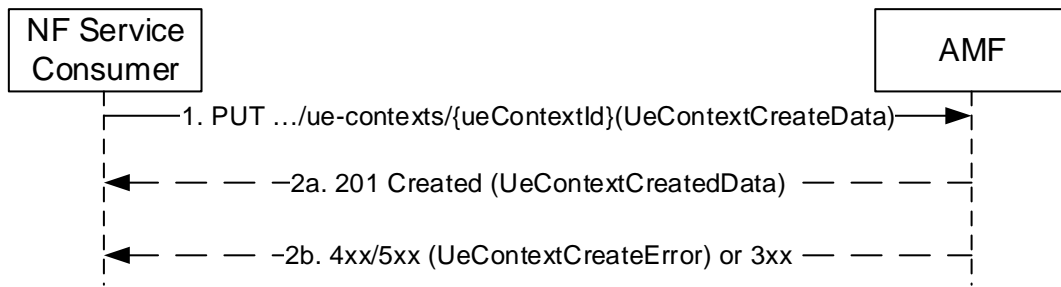 NF Service
Consumer
AMF
1. PUT …/ue-contexts/{ueContextId}(UeContextCreateData)
2a. 201 Created (UeContextCreatedData)
2b. 4xx/5xx (UeContextCreateError) or 3xx